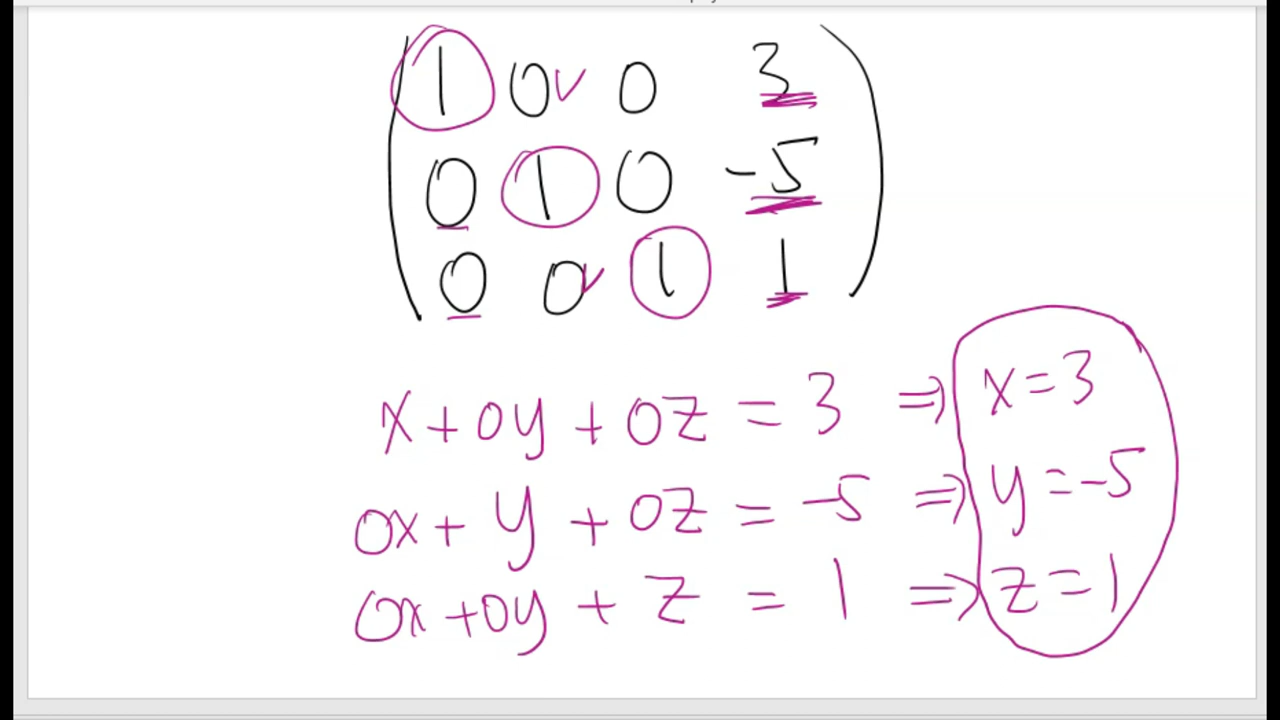 1 0 0 3
0 1 0 -5
0 0 1 1
x + 0y + 0z = 3 ⇒ x = 3
0x + y + 0z = -5 ⇒ y = -5
0x + 0y + z = 1 ⇒ z = 1